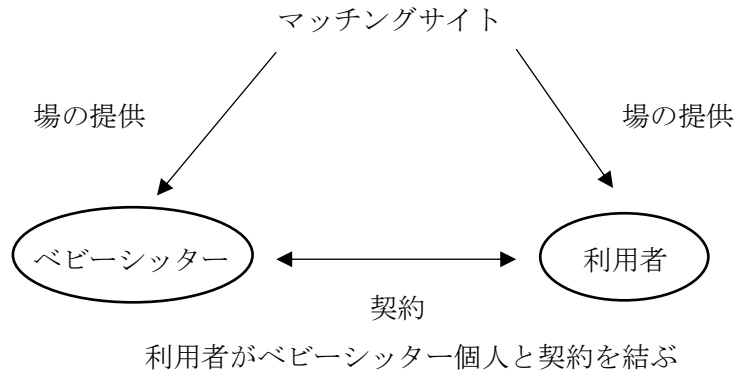 マッチングサイト
場の提供
場の提供
ベビーシッター
利用者
契約
利用者がベビーシッター個人と契約を結ぶ